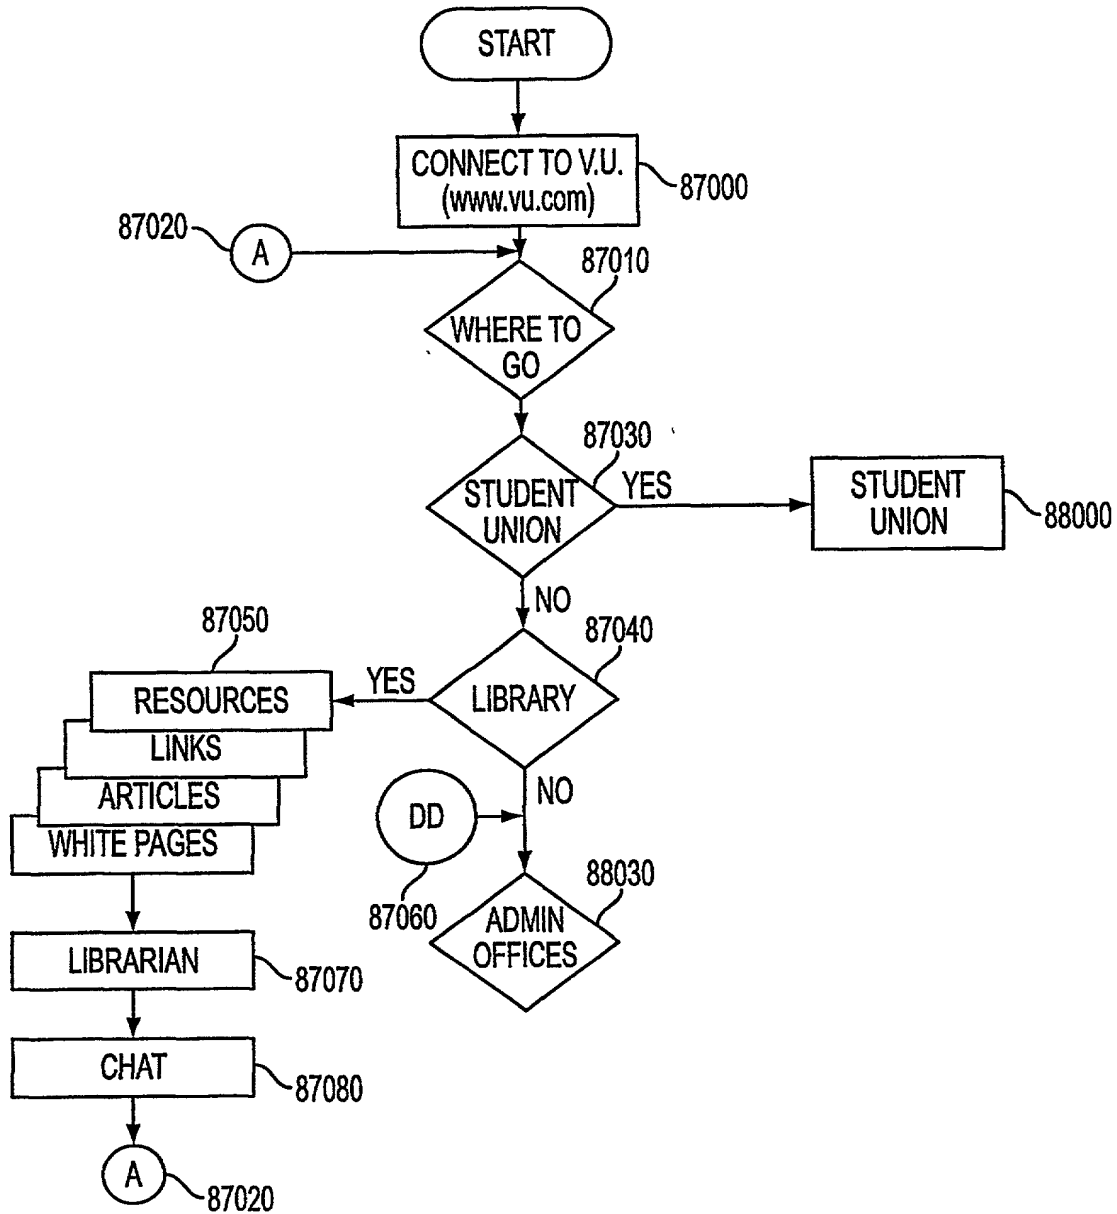 START
CONNECT TO V.U.
(www.vu.com)
87000
87020
A
87010
WHERE TO
GO
87030
STUDENT
UNION
YES
STUDENT
UNION
88000
NO
87050
87040
RESOURCES
YES
LIBRARY
LINKS
ARTICLES
WHITE PAGES
NO
DD
87060
88030
ADMIN
OFFICES
LIBRARIAN
87070
CHAT
87080
A
87020